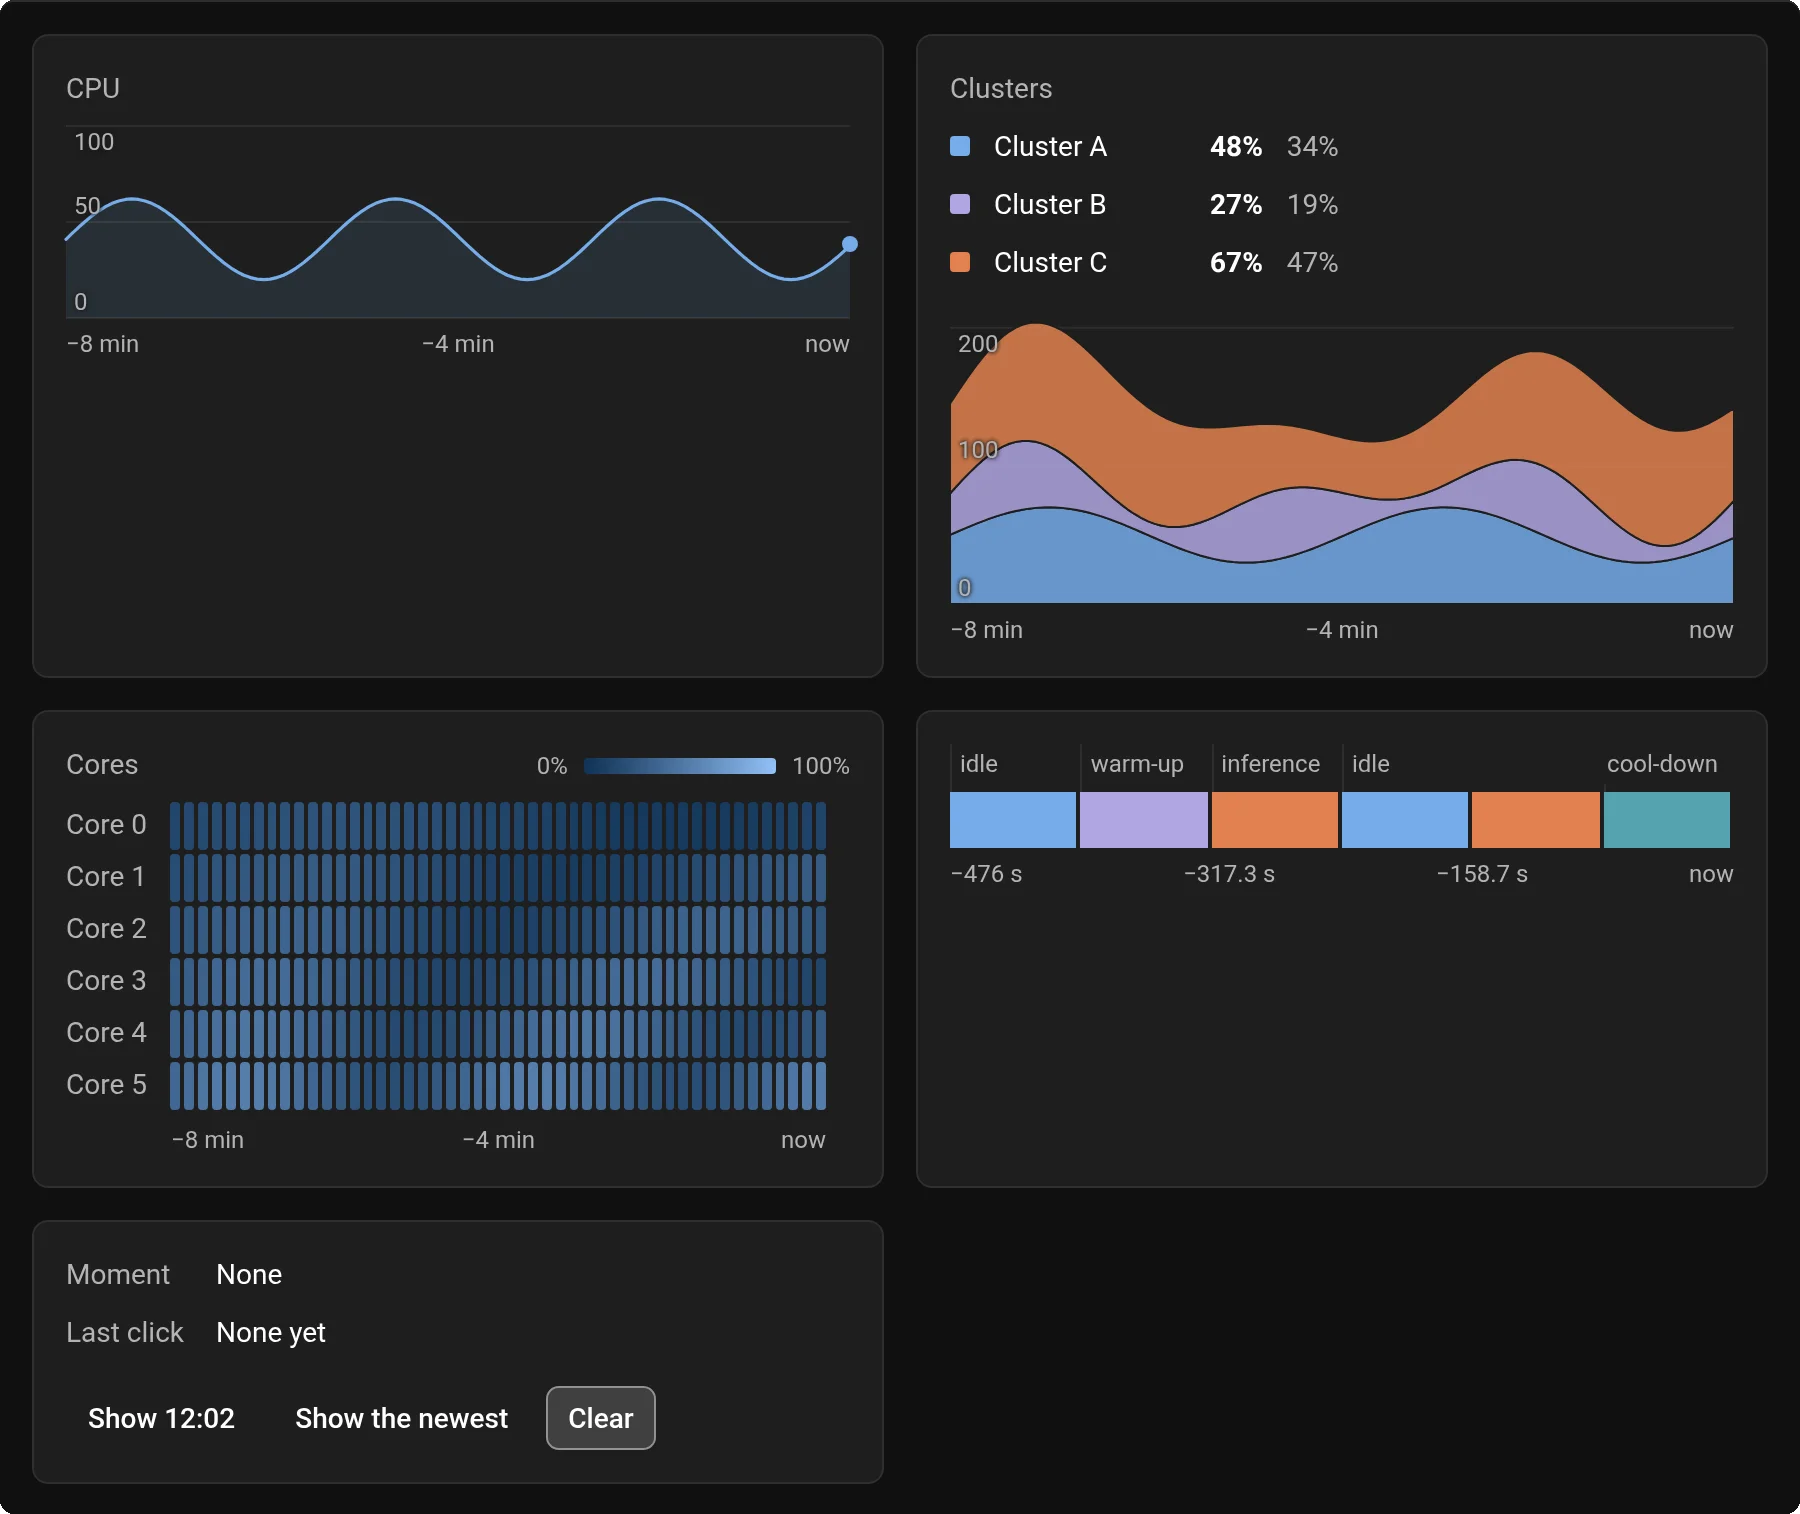 CPU
100
50
0
−8 min −4 min now
Clusters
Cluster A 48% 34%
Cluster B 27% 19%
Cluster C 67% 47%
200
100
0
−8 min −4 min now
Cores 0% 100%
Core 0
Core 1
Core 2
Core 3
Core 4
Core 5
−8 min −4 min now
idle warm-up inference idle cool-down
−476 s −317.3 s −158.7 s now
Moment None
Last click None yet
Show 12:02 Show the newest Clear